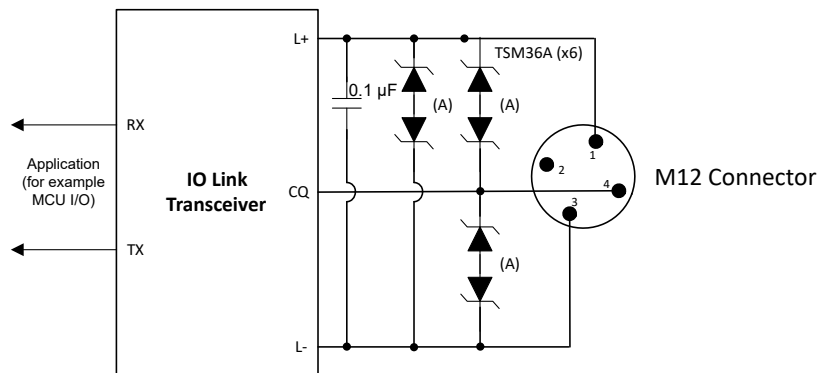 L+
TSM36A (x6)
0.1 µF
(A)
(A)
RX
1
2
Application
(for example
MCU I/O)
IO Link
Transceiver
CQ
4
M12 Connector
3
TX
(A)
L-